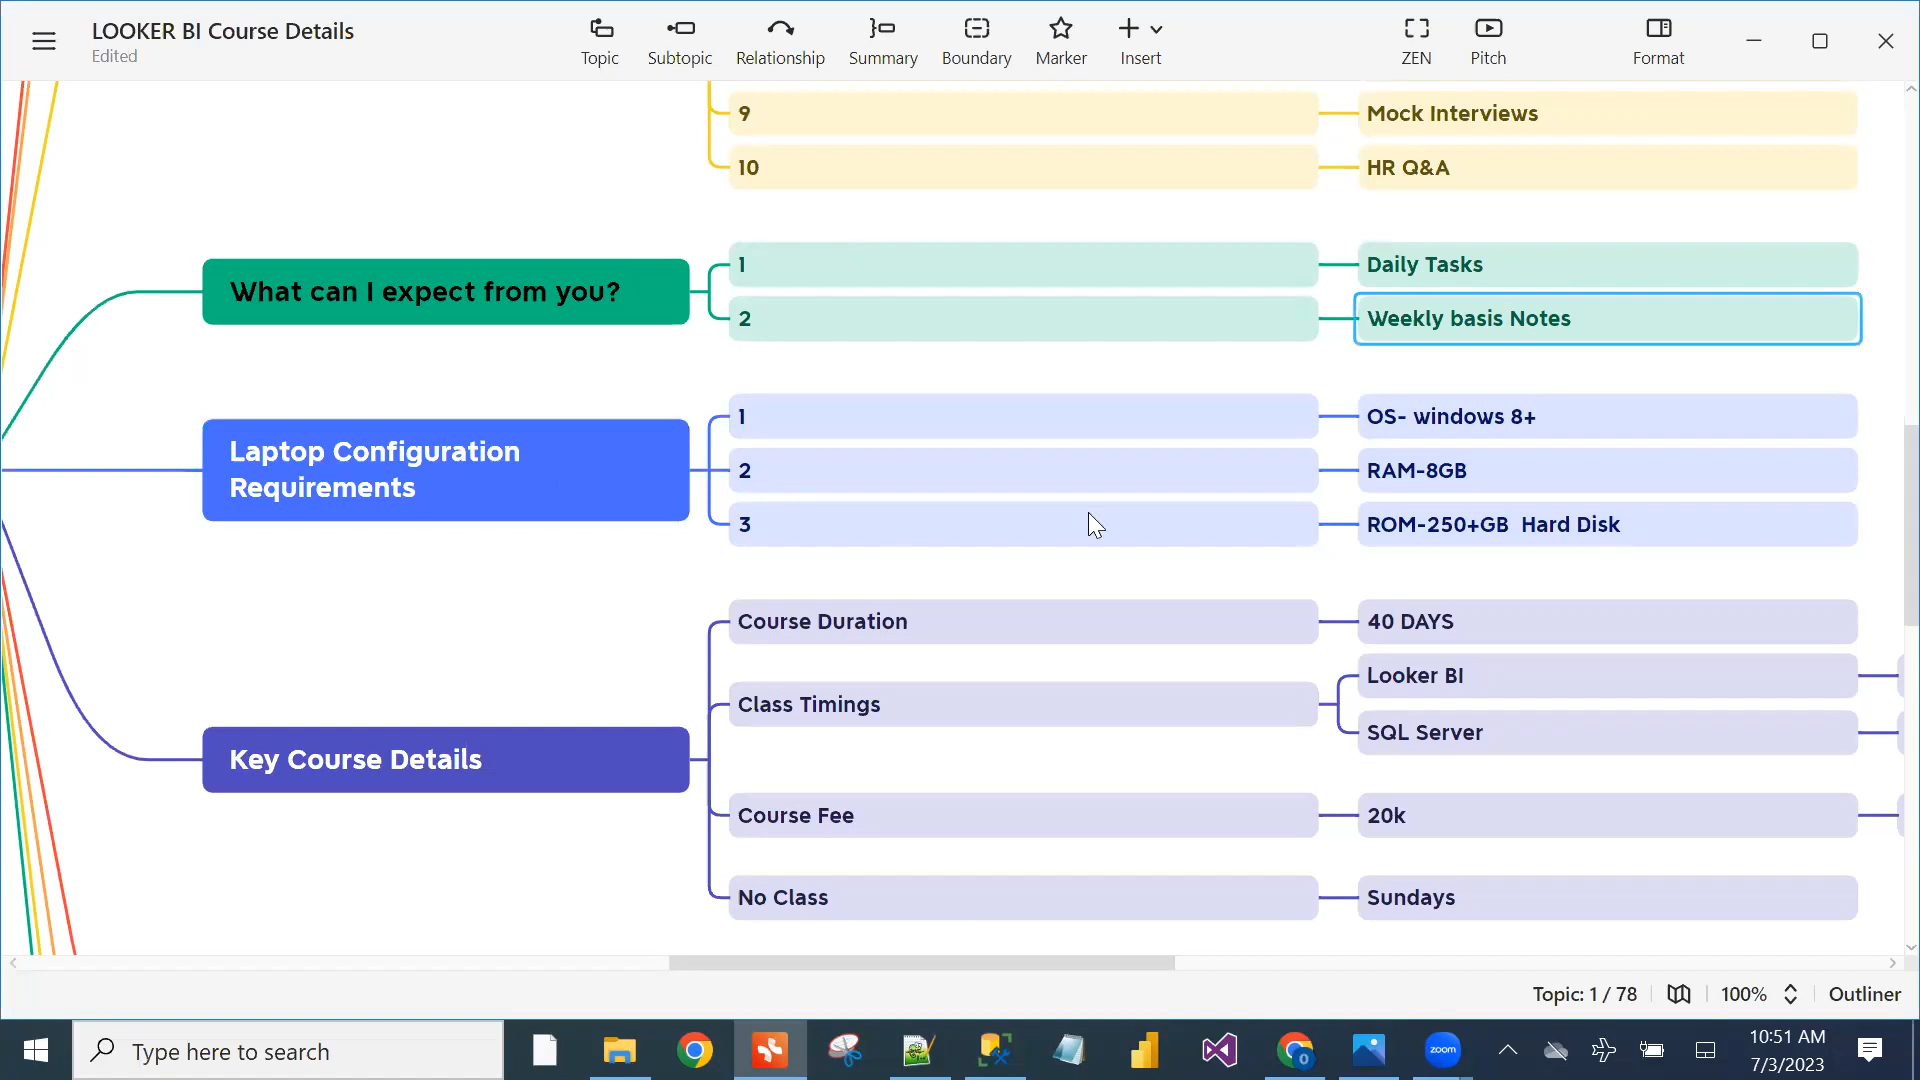 LOOKER BI Course Details
Edited
Topic
Subtopic
Relationship
Summary
Boundary
Marker
Insert
ZEN
Pitch
Format
9
Mock Interviews
10
HR Q&A
What can I expect from you?
1
Daily Tasks
2
Weekly basis Notes
Laptop Configuration
Requirements
1
OS- windows 8+
2
RAM-8GB
3
ROM-250+GB  Hard Disk
Key Course Details
Course Duration
40 DAYS
Class Timings
Looker BI
SQL Server
Course Fee
20k
No Class
Sundays
Topic: 1 / 78
100%
Outliner
Type here to search
zoom
10:51 AM
7/3/2023